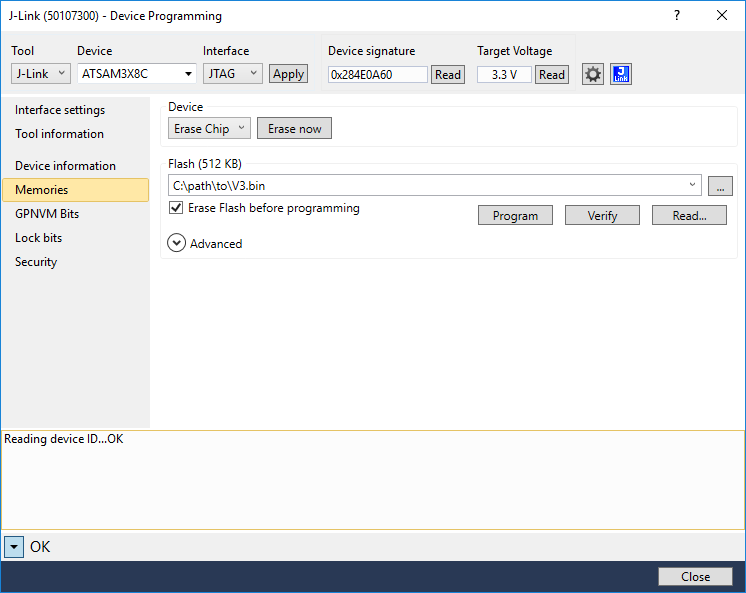 J-Link (50107300) - Device Programming ?
Tool Device Interface Device signature Target Voltage
J-Link ATSAM3X8C JTAG Apply 0x284E0A60 Read 3.3 V Read J Link
Interface settings
Tool information
Device information
Memories
GPNVM Bits
Lock bits
Security
Device
Erase Chip Erase now
Flash (512 KB)
C:\path\to\V3.bin ...
Erase Flash before programming
Program Verify Read...
Advanced
Reading device ID...OK
OK
Close